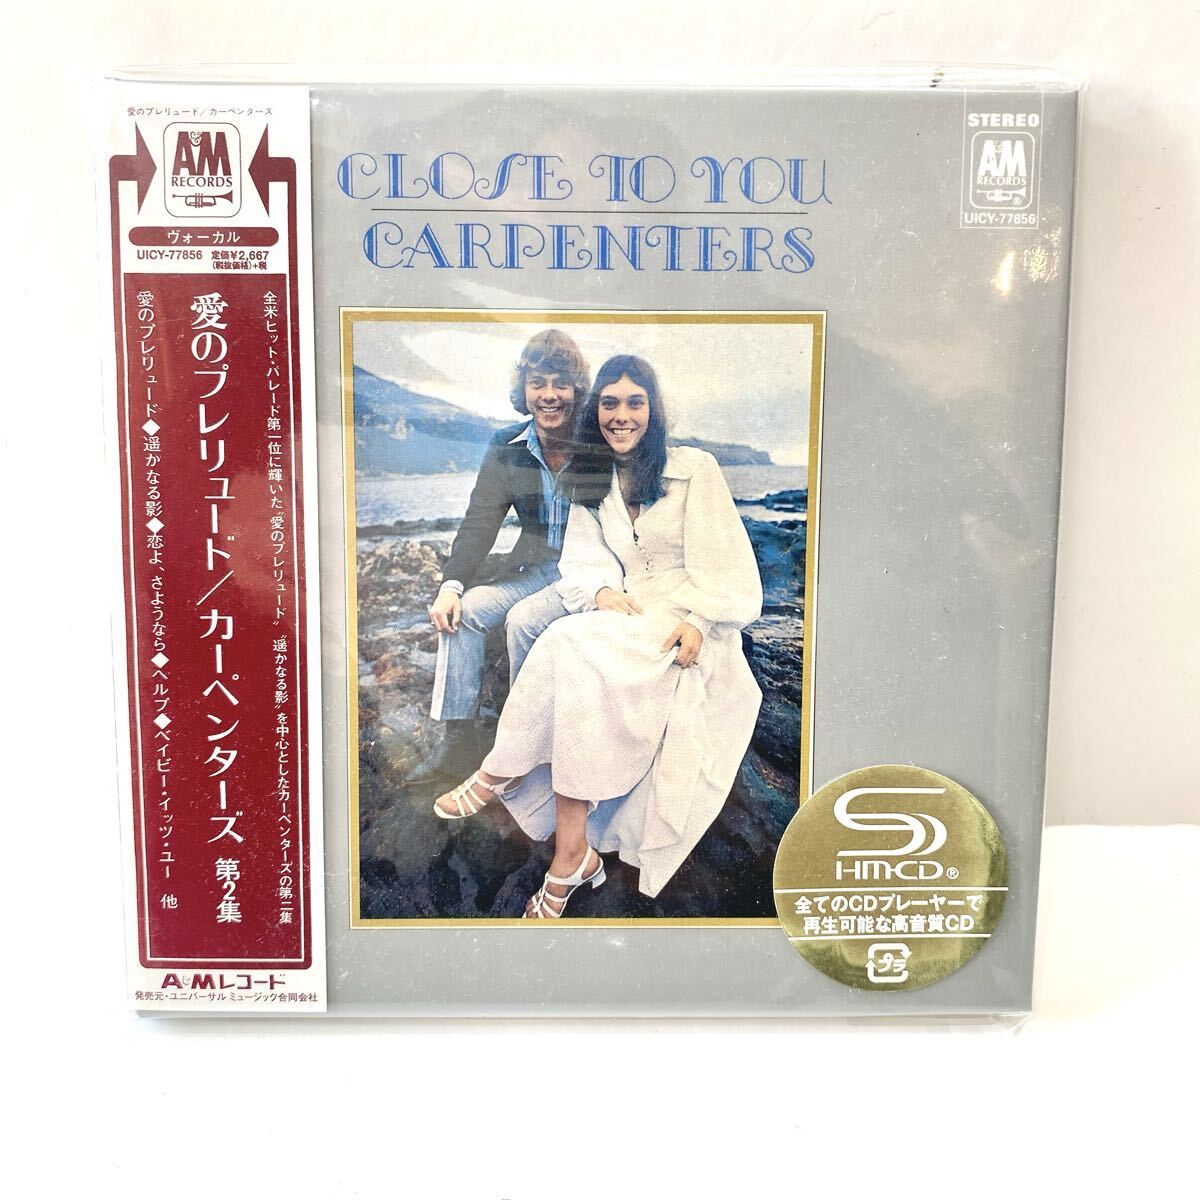 愛のプレリュード/カーペンターズ
A&M
RECORDS
ヴォーカル
UICY-77856 定価¥2,667
(税抜価格)+税
全米ヒット・パレード第一位に輝いた“愛のプレリュード”“遥かなる影”を中心としたカーペンターズの第二集
愛のプレリュード/カーペンターズ 第2集
愛のプレリュード◆遥かなる影◆恋よ、さようなら◆ヘルプ◆ベイビー・イッツ・ユー 他
A&Mレコード
発売元・ユニバーサル ミュージック合同会社
CLOSE TO YOU
CARPENTERS
STEREO
A&M
RECORDS
®
UICY-77856
SHM-CD®
全てのCDプレーヤーで
再生可能な高音質CD
プラ